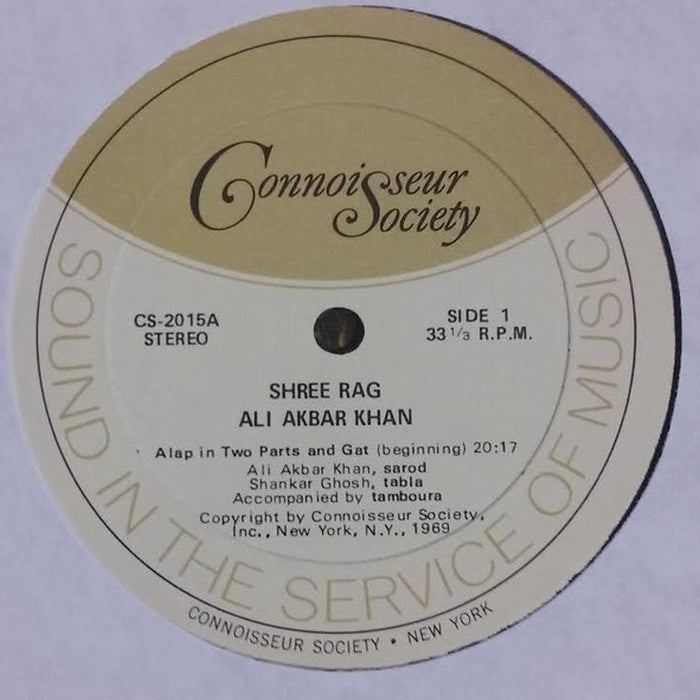 Connoisseur
Society
CS-2015A
STEREO
SIDE 1
33 1/3 R.P.M.
SHREE RAG
ALI AKBAR KHAN
Alap in Two Parts and Gat (beginning) 20:17
Ali Akbar Khan, sarod
Shankar Ghosh, tabla
Accompanied by tamboura
Copyright by Connoisseur Society,
Inc., New York, N.Y., 1969
SOUND IN THE SERVICE OF MUSIC
CONNOISSEUR SOCIETY • NEW YORK